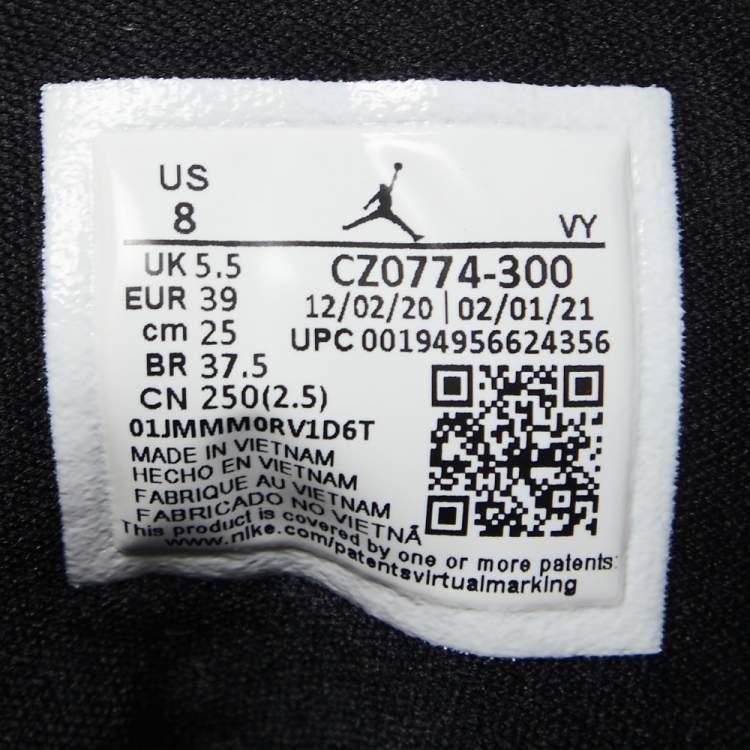 US
8
VY
UK 5.5
EUR 39
cm 25
BR 37.5
CN 250(2.5)
CZ0774-300
12/02/20 | 02/01/21
UPC 00194956624356
01JMMM0RV1D6T
MADE IN VIETNAM
HECHO EN VIETNAM
FABRIQUE AU VIETNAM
FABRICADO NO VIETNÃ
This product is covered by one or more patents:
www.nike.com/patentsvirtualmarking